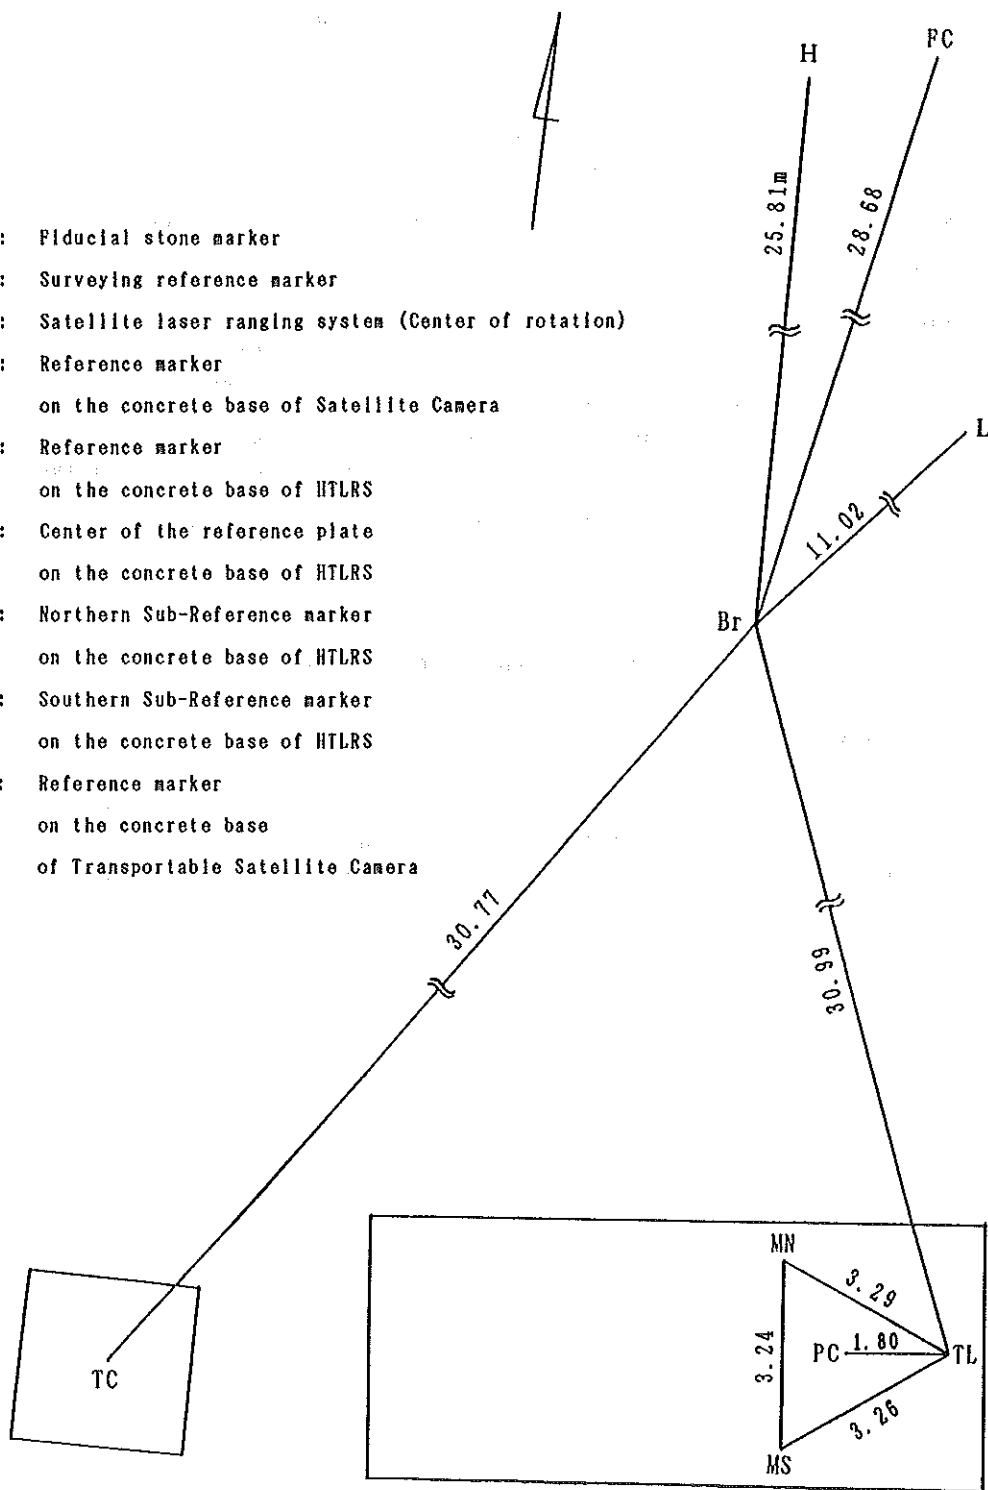 H
FC
25.81m
28.68
: Fiducial stone marker
: Surveying reference marker
: Satellite laser ranging system (Center of rotation)
: Reference marker
on the concrete base of Satellite Camera
: Reference marker
on the concrete base of HTLRS
: Center of the reference plate
on the concrete base of HTLRS
: Northern Sub-Reference marker
on the concrete base of HTLRS
: Southern Sub-Reference marker
on the concrete base of HTLRS
: Reference marker
on the concrete base
of Transportable Satellite Camera
L
11.02
Br
30.77
30.99
MN
3.29
3.24
PC
1.80
TL
3.26
MS
TC